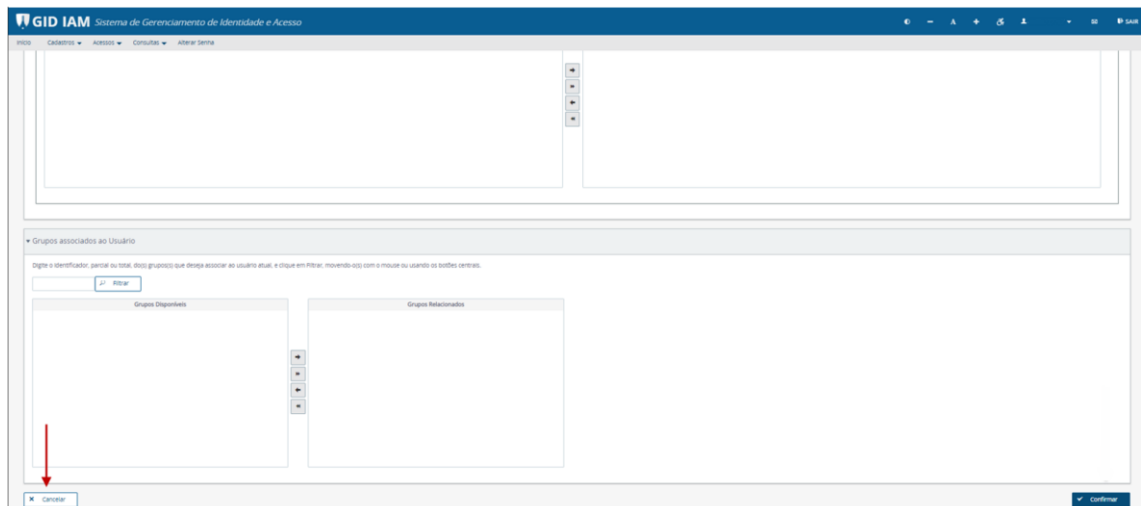 GID IAM Sistema de Gerenciamento de Identidade e Acesso A SAIR
Início Cadastros Acessos Consultas Alterar Senha
Grupos associados ao Usuário
Digite o identificador, parcial ou total, do(s) grupos(s) que deseja associar ao usuário atual, e clique em Filtrar, movendo-o(s) com o mouse ou usando os botões centrais.
Filtrar
Grupos Disponíveis Grupos Relacionados
Cancelar Confirmar